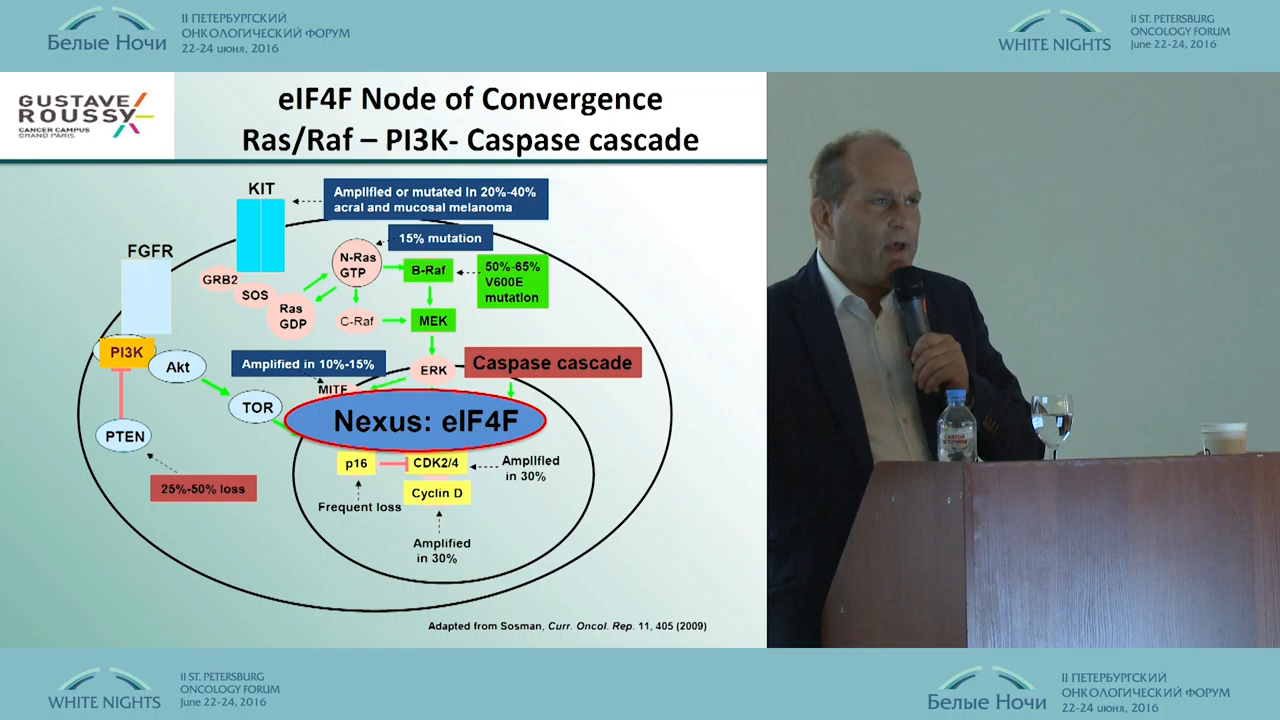 Белые Ночи
II ПЕТЕРБУРГСКИЙ
ОНКОЛОГИЧЕСКИЙ ФОРУМ
22-24 июня, 2016
WHITE NIGHTS
II ST. PETERSBURG
ONCOLOGY FORUM
June 22-24, 2016
GUSTAVE
ROUSSY
CANCER CAMPUS
GRAND PARIS
eIF4F Node of Convergence
Ras/Raf – PI3K- Caspase cascade
KIT
Amplified or mutated in 20%-40%
acral and mucosal melanoma
15% mutation
FGFR
N-Ras
GTP
B-Raf
50%-65%
V600E
mutation
GRB2
SOS
Ras
GDP
C-Raf
MEK
PI3K
Akt
Amplified in 10%-15%
ERK
Caspase cascade
MITF
TOR
Nexus: eIF4F
PTEN
p16
CDK2/4
Amplified
in 30%
25%-50% loss
Cyclin D
Frequent loss
Amplified
in 30%
Adapted from Sosman, Curr. Oncol. Rep. 11, 405 (2009)
WHITE NIGHTS
II ST. PETERSBURG
ONCOLOGY FORUM
June 22-24, 2016
Белые Ночи
II ПЕТЕРБУРГСКИЙ
ОНКОЛОГИЧЕСКИЙ ФОРУМ
22-24 июня, 2016